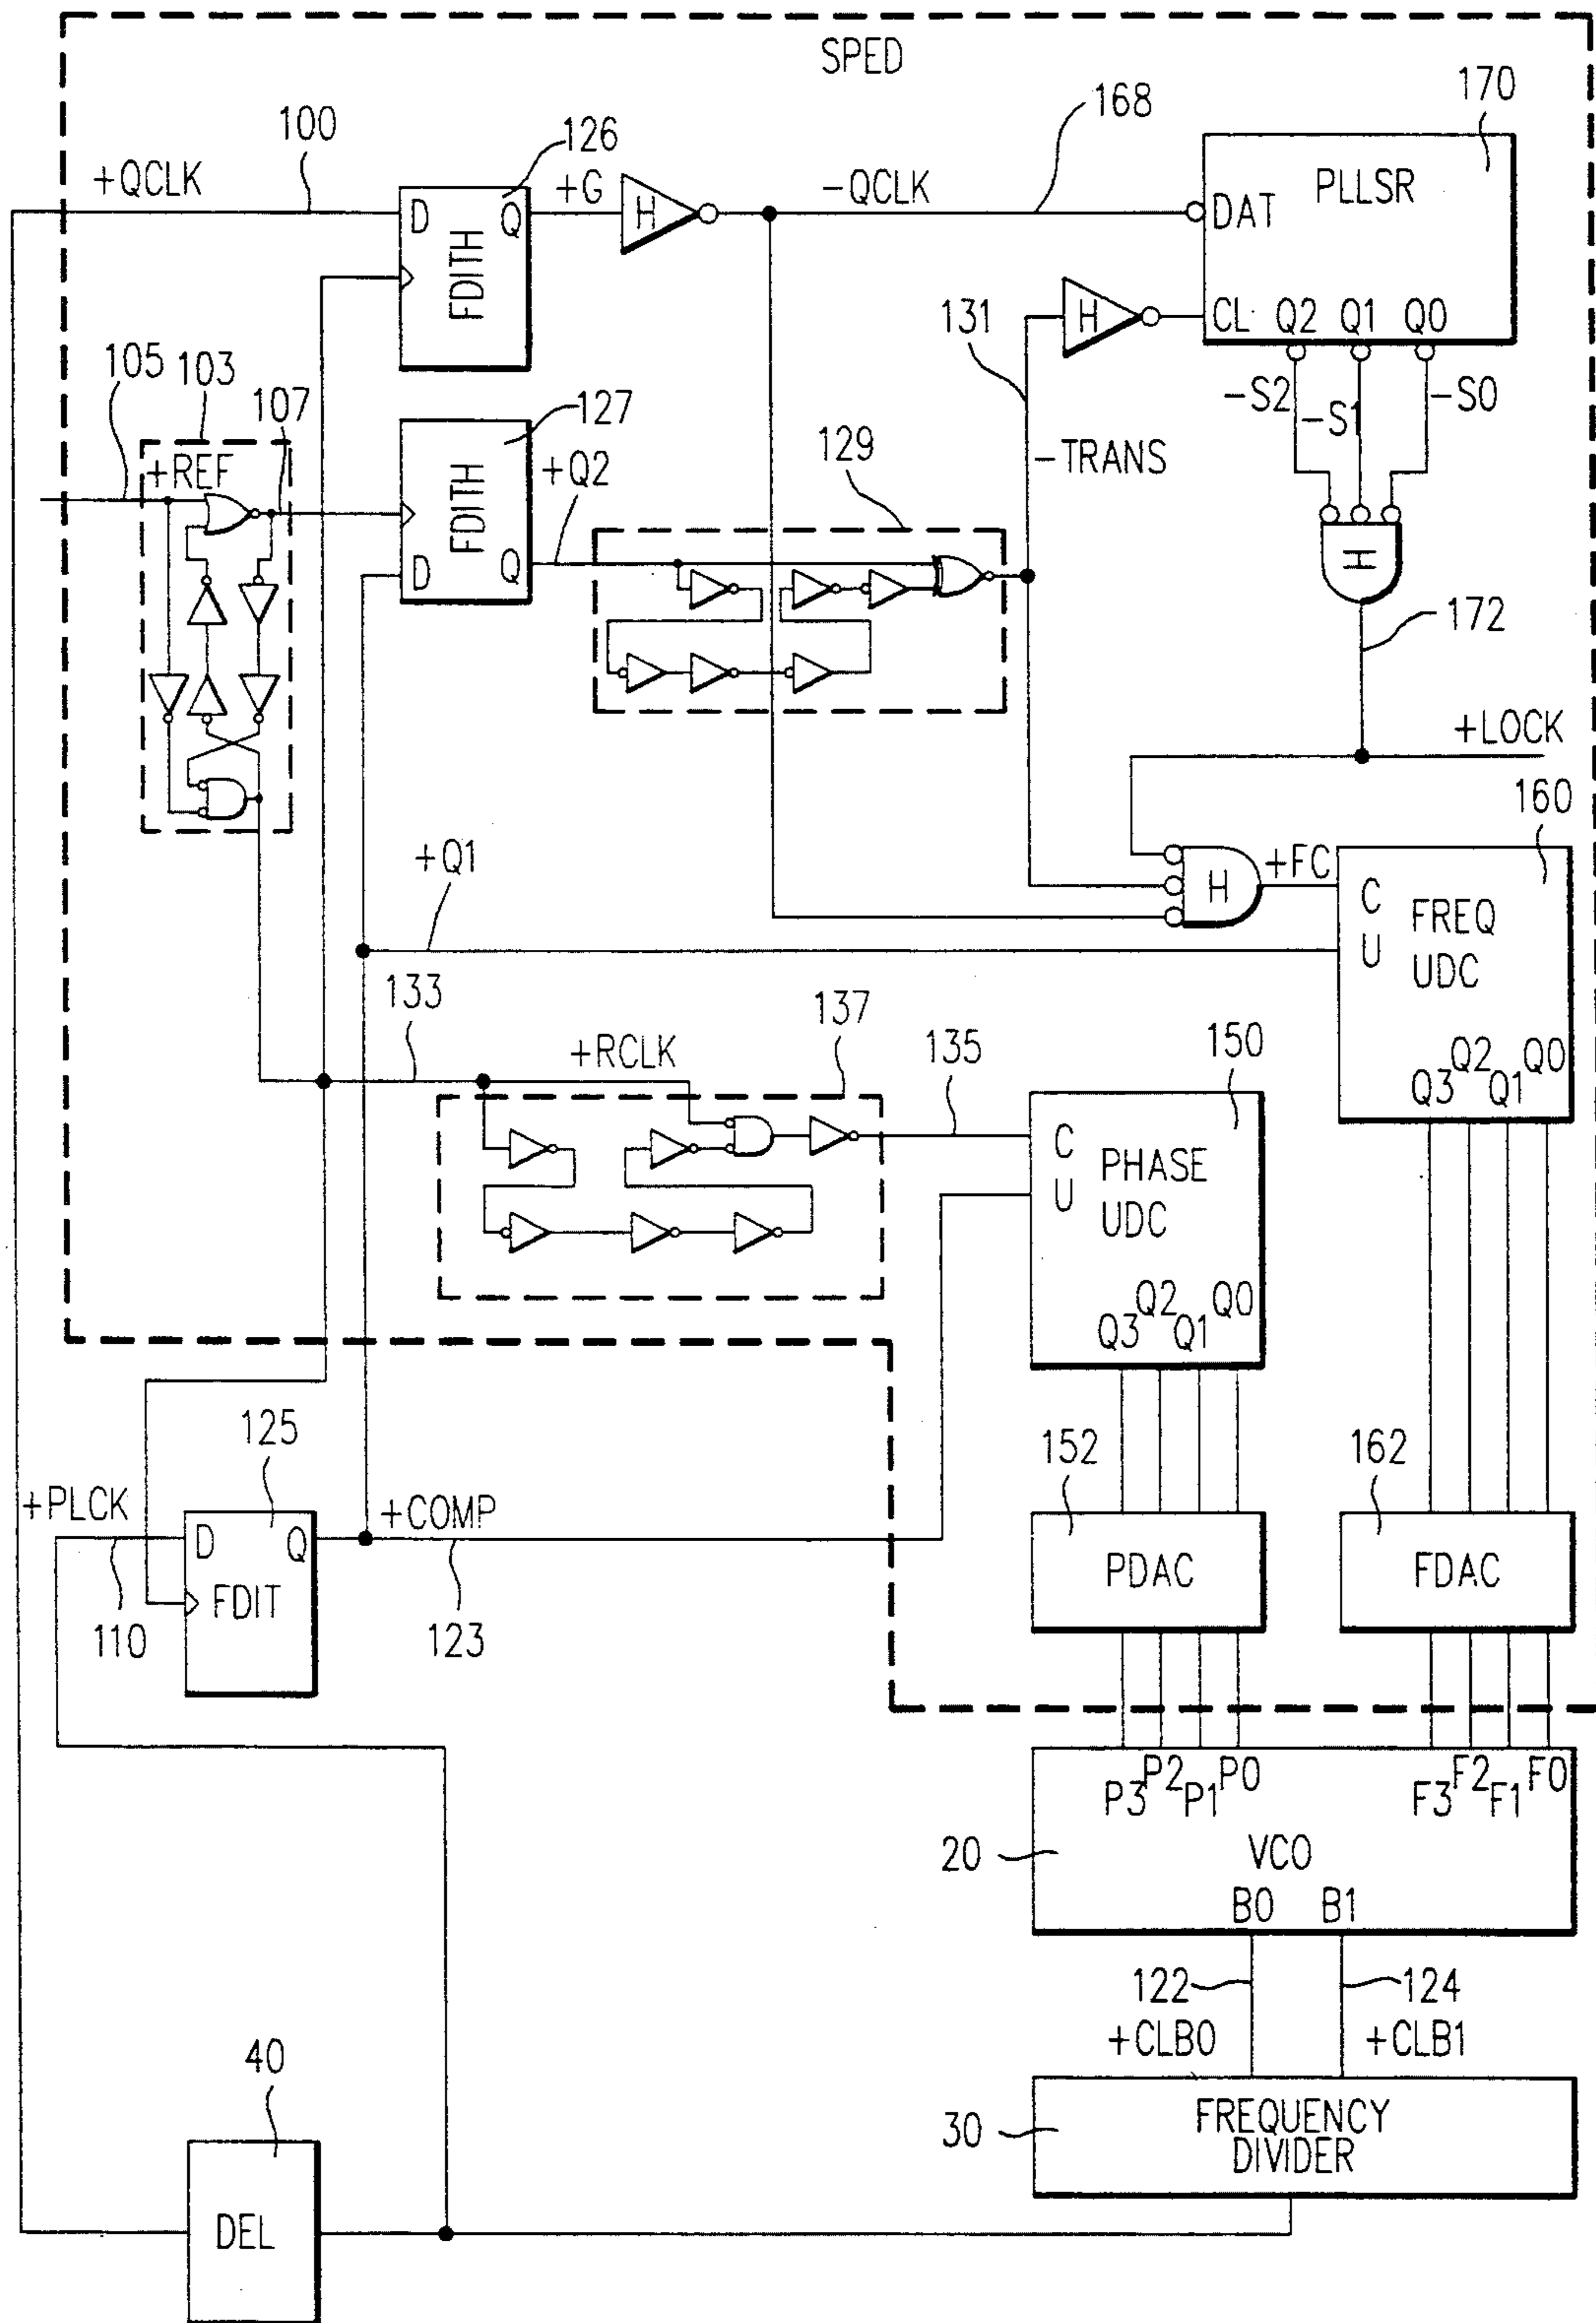 SPED
100
168
170
+QCLK
126
+G
-QCLK
D
Q
FDITH
H
DAT
PLLSR
131
H
CL
Q2
Q1
Q0
105
103
107
+REF
127
+Q2
129
-TRANS
-S2
-S1
-S0
FDITH
D
Q
H
172
+LOCK
160
+Q1
H
+FC
C
U
FREQ
UDC
133
+RCLK
137
135
150
Q3
Q2
Q1
Q0
C
U
PHASE
UDC
Q3
Q2
Q1
Q0
125
152
162
+PLCK
D
Q
FDIT
+COMP
PDAC
FDAC
110
123
P3
P2
P1
P0
F3
F2
F1
F0
20
VCO
B0
B1
122
124
+CLB0
+CLB1
40
30
FREQUENCY
DIVIDER
DEL